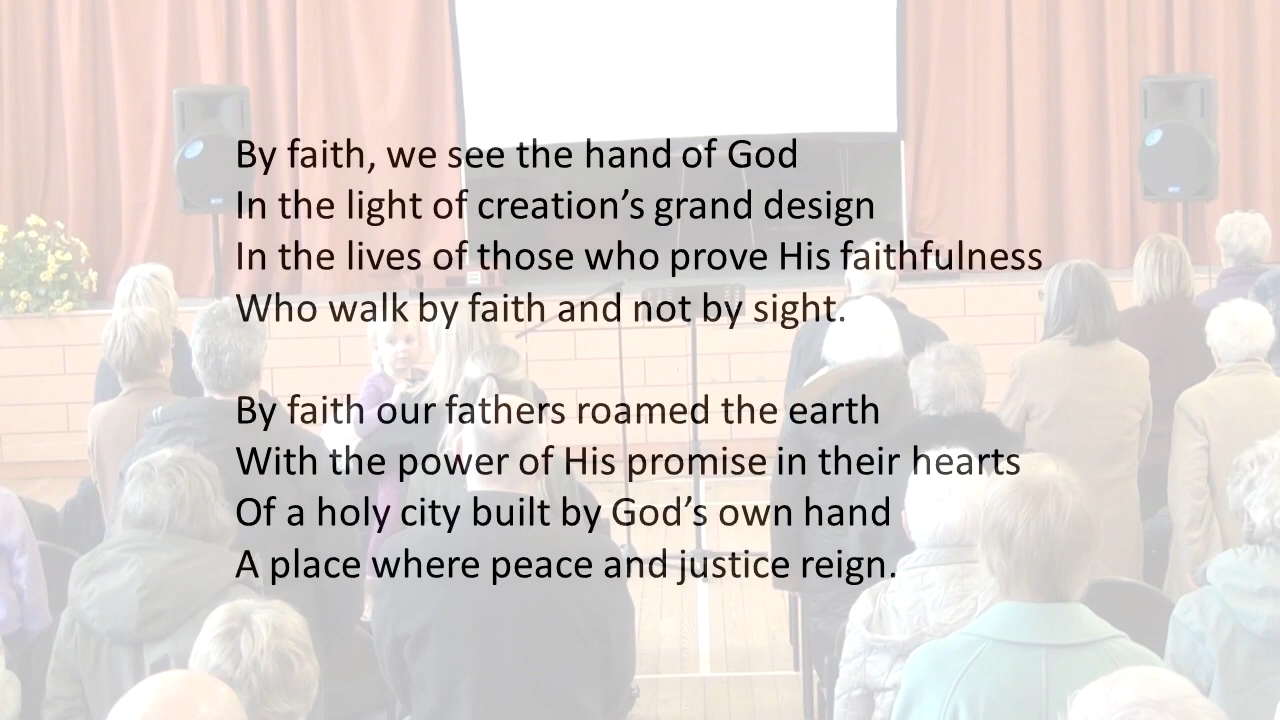 By faith, we see the hand of God
In the light of creation’s grand design
In the lives of those who prove His faithfulness
Who walk by faith and not by sight.
By faith our fathers roamed the earth
With the power of His promise in their hearts
Of a holy city built by God’s own hand
A place where peace and justice reign.